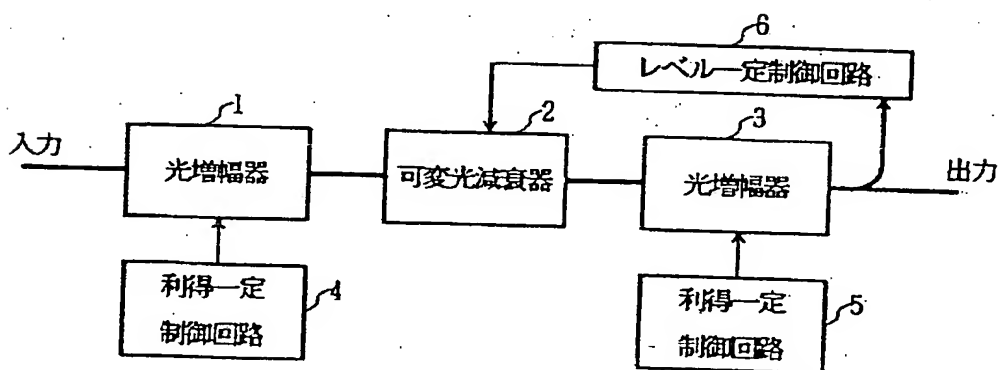 6
レベル一定制御回路
1
2
3
入力
光増幅器
可変光減衰器
光増幅器
出力
利得一定
制御回路
4
利得一定
制御回路
5